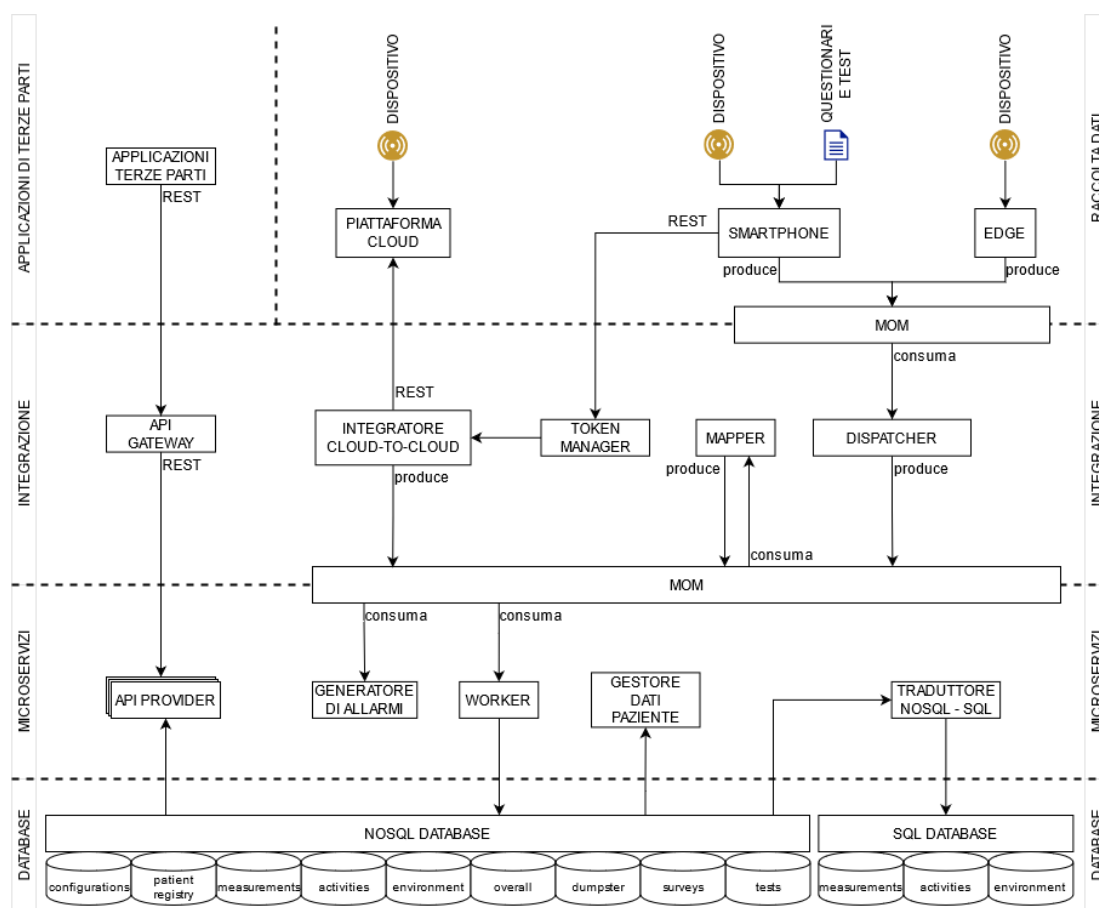 APPLICAZIONI DI TERZE PARTI
RACCOLTA DATI
DISPOSITIVO
DISPOSITIVO
QUESTIONARI
E TEST
DISPOSITIVO
APPLICAZIONI
TERZE PARTI
REST
PIATTAFORMA
CLOUD
REST
SMARTPHONE
EDGE
produce
produce
MOM
consuma
INTEGRAZIONE
INTEGRAZIONE
REST
API
GATEWAY
INTEGRATORE
CLOUD-TO-CLOUD
TOKEN
MANAGER
MAPPER
DISPATCHER
REST
produce
produce
produce
consuma
MOM
MICROSERVIZI
MICROSERVIZI
consuma
consuma
API PROVIDER
GENERATORE
DI ALLARMI
WORKER
GESTORE
DATI
PAZIENTE
TRADUTTORE
NOSQL - SQL
DATABASE
DATABASE
NOSQL DATABASE
SQL DATABASE
configurations
patient
registry
measurements
activities
environment
overall
dumpster
surveys
tests
measurements
activities
environment